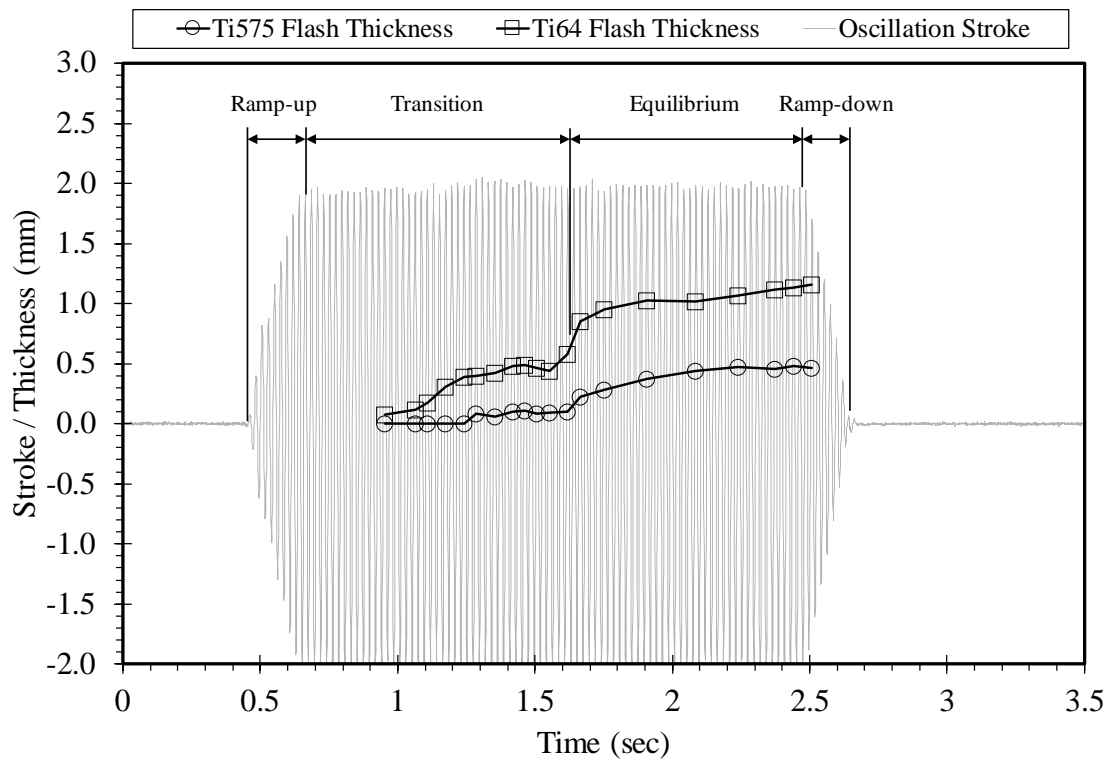 Ti575 Flash Thickness Ti64 Flash Thickness Oscillation Stroke
3.0
2.5
2.0
1.5
1.0
0.5
0.0
-0.5
-1.0
-1.5
-2.0
Stroke / Thickness (mm)
Ramp-up Transition Equilibrium Ramp-down
0 0.5 1 1.5 2 2.5 3 3.5
Time (sec)